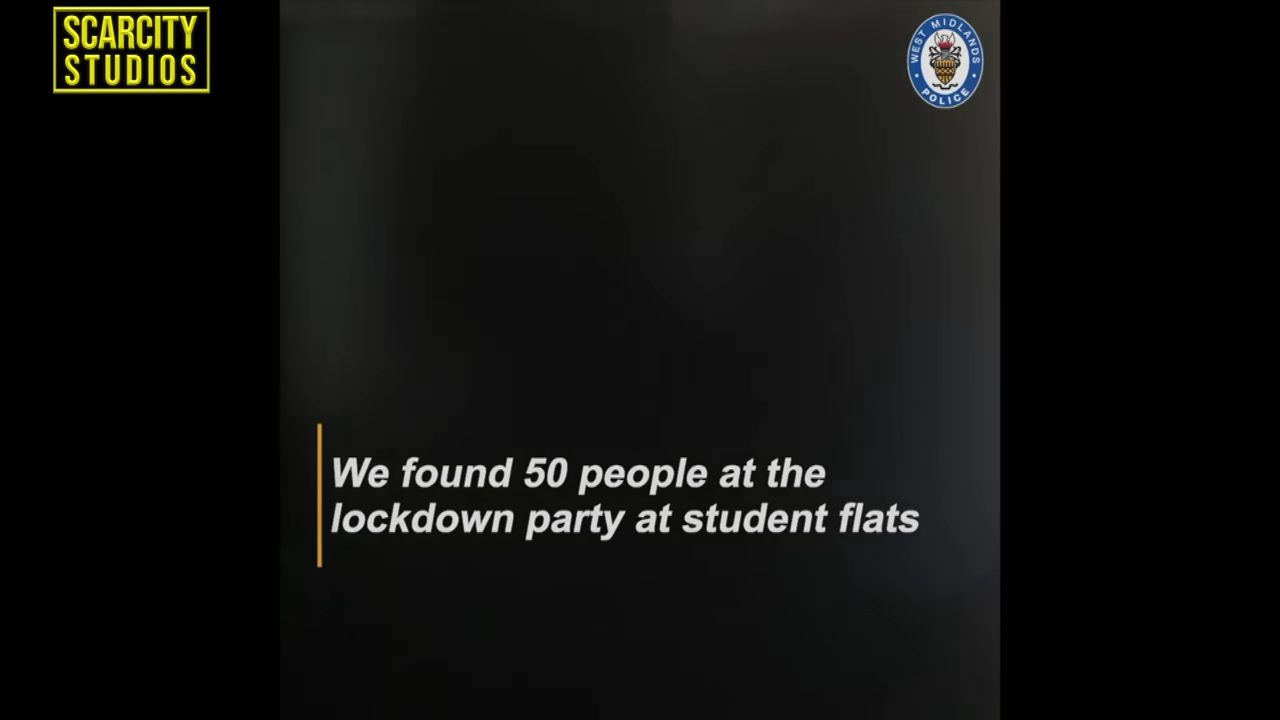 SCARCITY
STUDIOS
WEST MIDLANDS
POLICE
We found 50 people at the
lockdown party at student flats